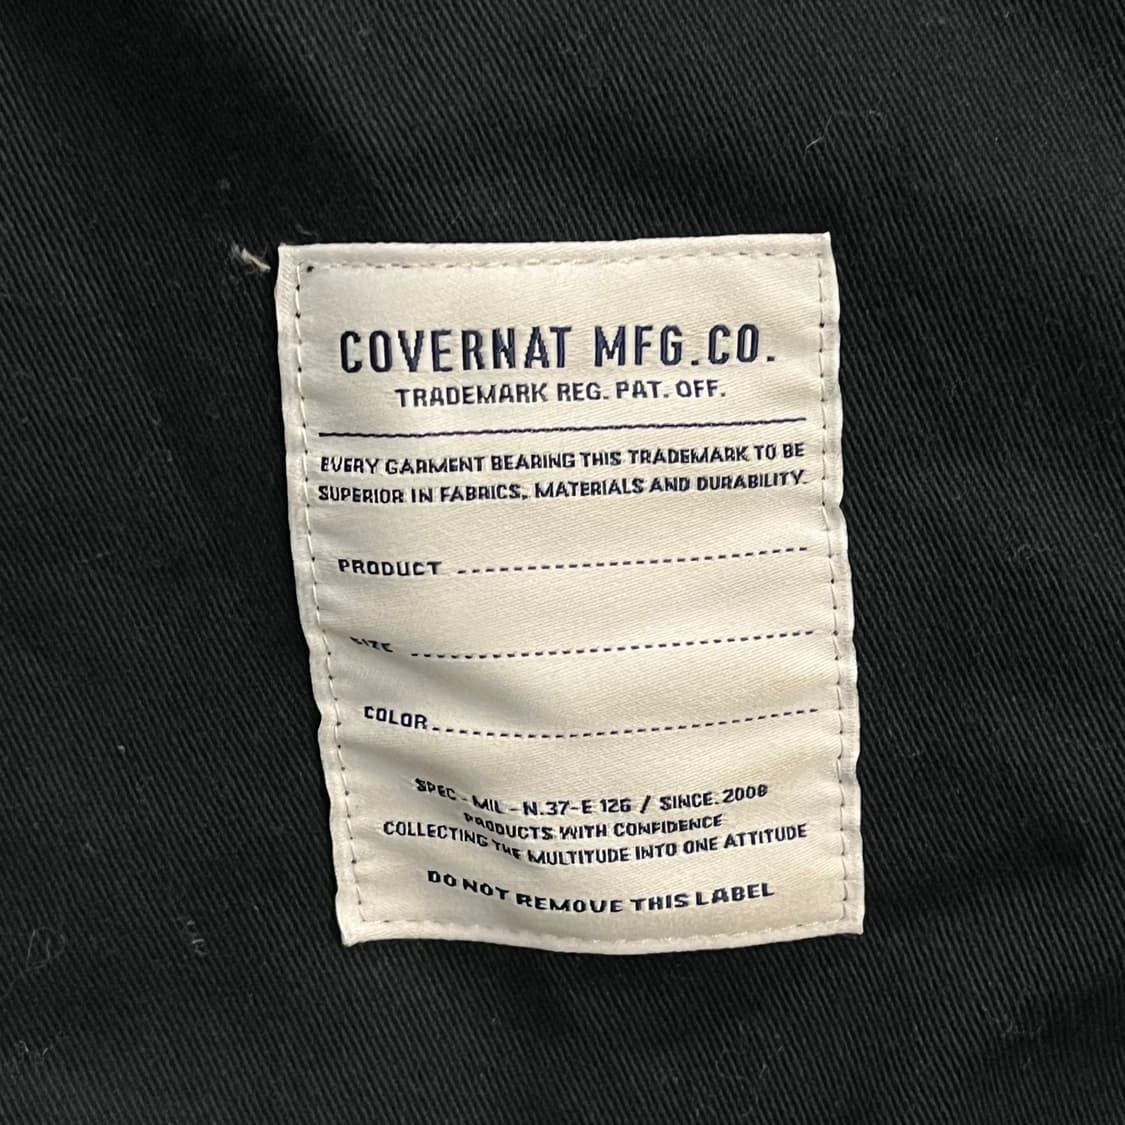 COVERNAT MFG.CO.
TRADEMARK REG. PAT. OFF.
EVERY GARMENT BEARING THIS TRADEMARK TO BE
SUPERIOR IN FABRICS, MATERIALS AND DURABILITY.
PRODUCT
SIZE
COLOR
SPEC - MIL - N.37-E 126 / SINCE.2008
PRODUCTS WITH CONFIDENCE
COLLECTING THE MULTITUDE INTO ONE ATTITUDE
DO NOT REMOVE THIS LABEL